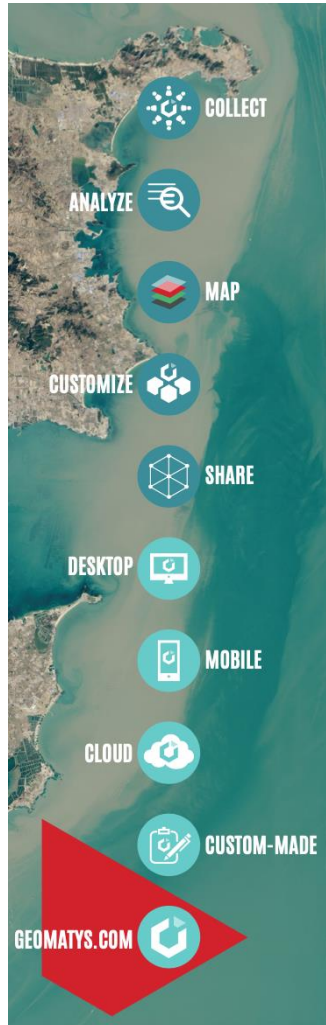 COLLECT
ANALYZE
MAP
CUSTOMIZE
SHARE
DESKTOP
MOBILE
CLOUD
CUSTOM-MADE
GEOMATYS.COM